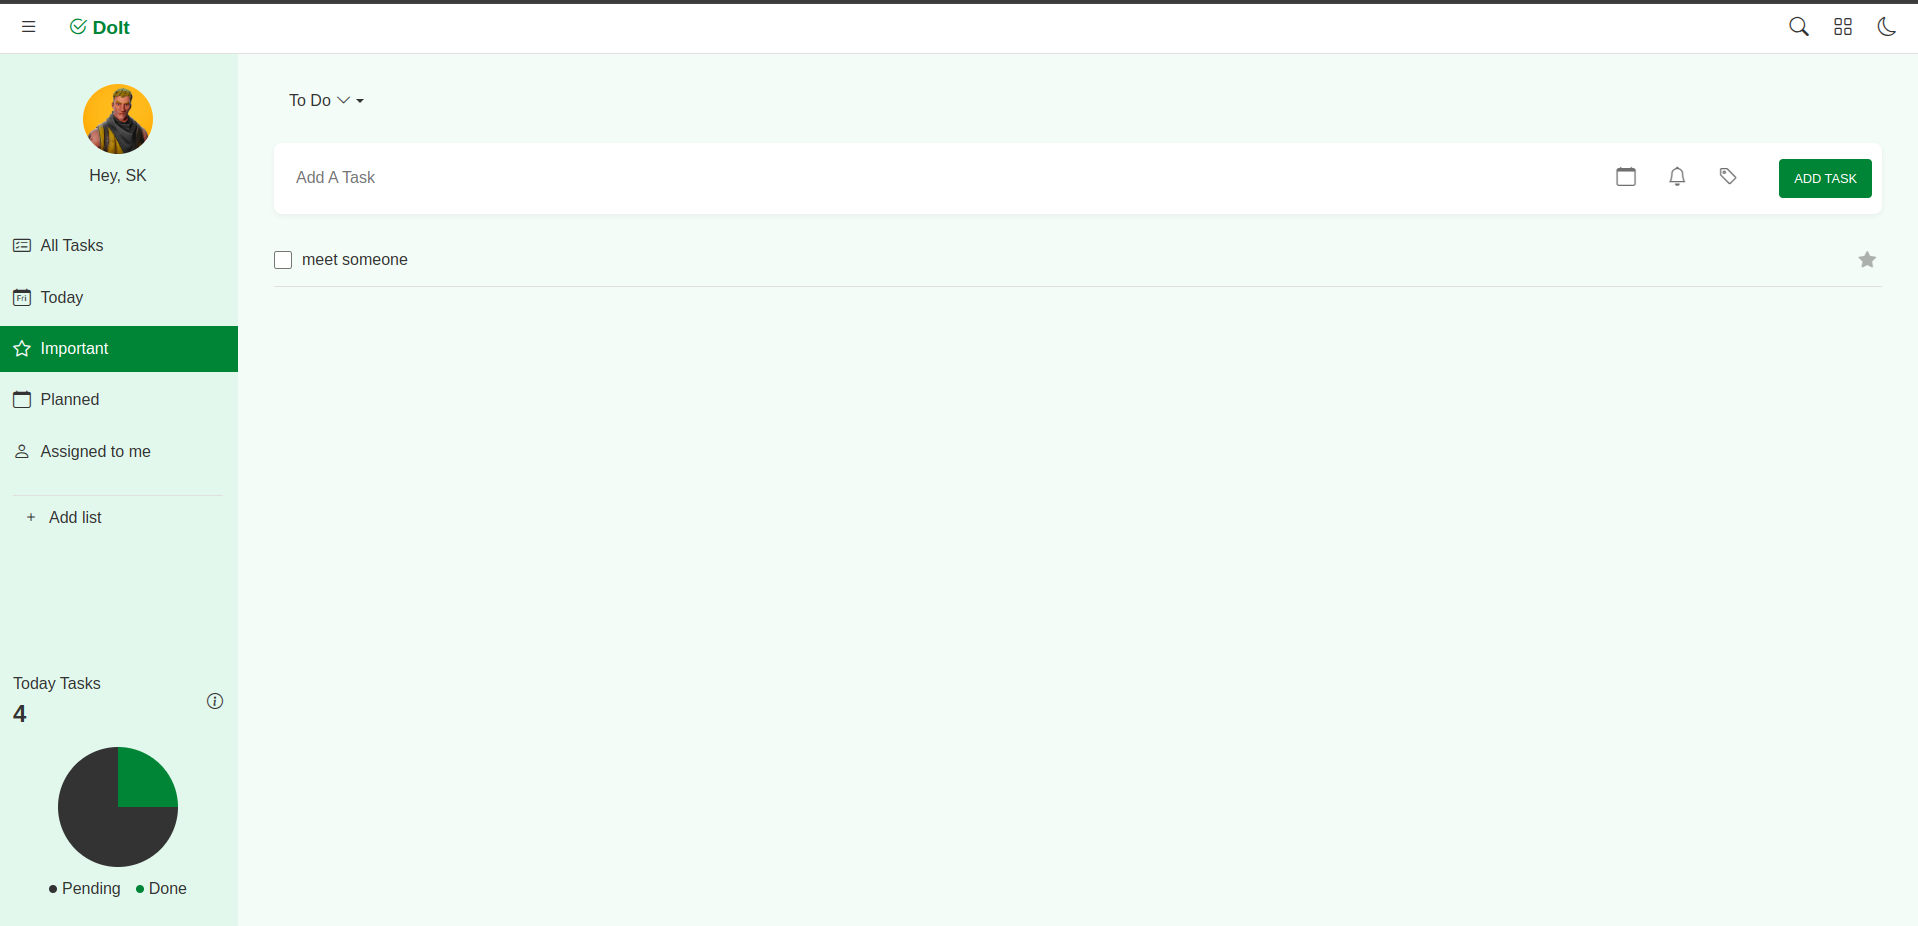 DoIt
Hey, SK
All Tasks
Fri
Today
Important
Planned
Assigned to me
+ Add list
Today Tasks
4
Pending Done
To Do
Add A Task
ADD TASK
meet someone